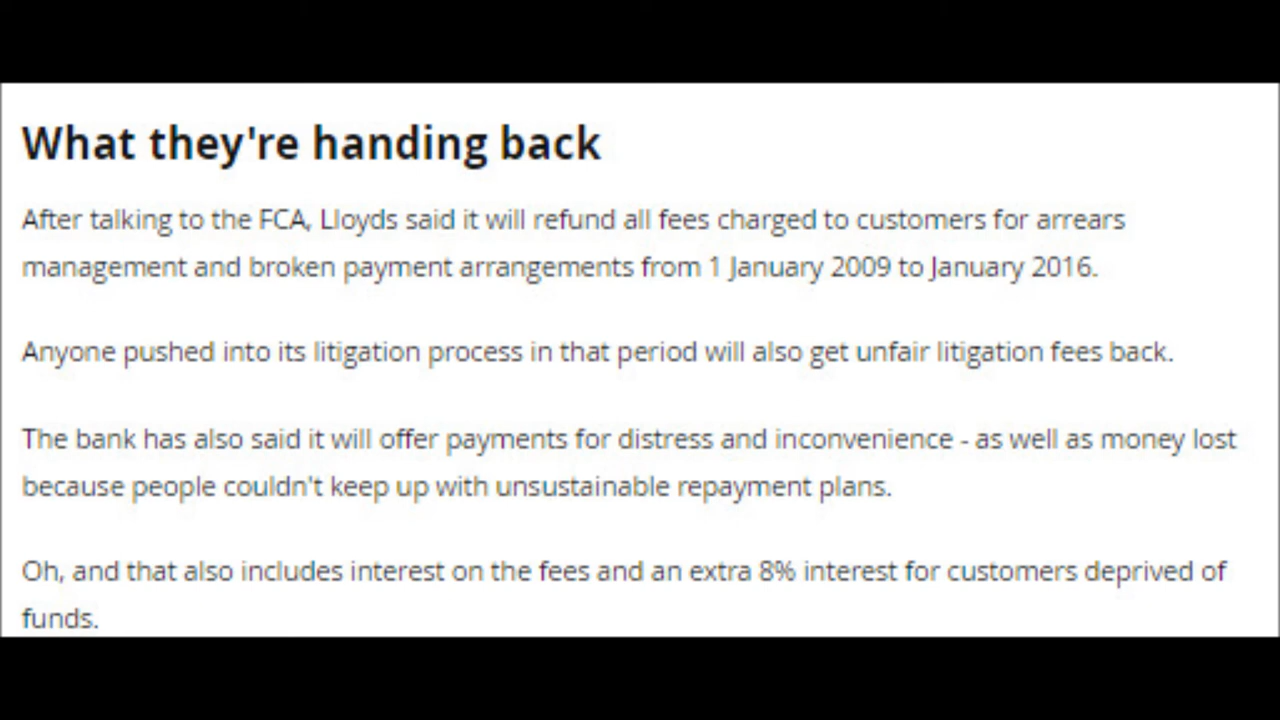 What they're handing back
After talking to the FCA, Lloyds said it will refund all fees charged to customers for arrears
management and broken payment arrangements from 1 January 2009 to January 2016.
Anyone pushed into its litigation process in that period will also get unfair litigation fees back.
The bank has also said it will offer payments for distress and inconvenience - as well as money lost
because people couldn't keep up with unsustainable repayment plans.
Oh, and that also includes interest on the fees and an extra 8% interest for customers deprived of
funds.